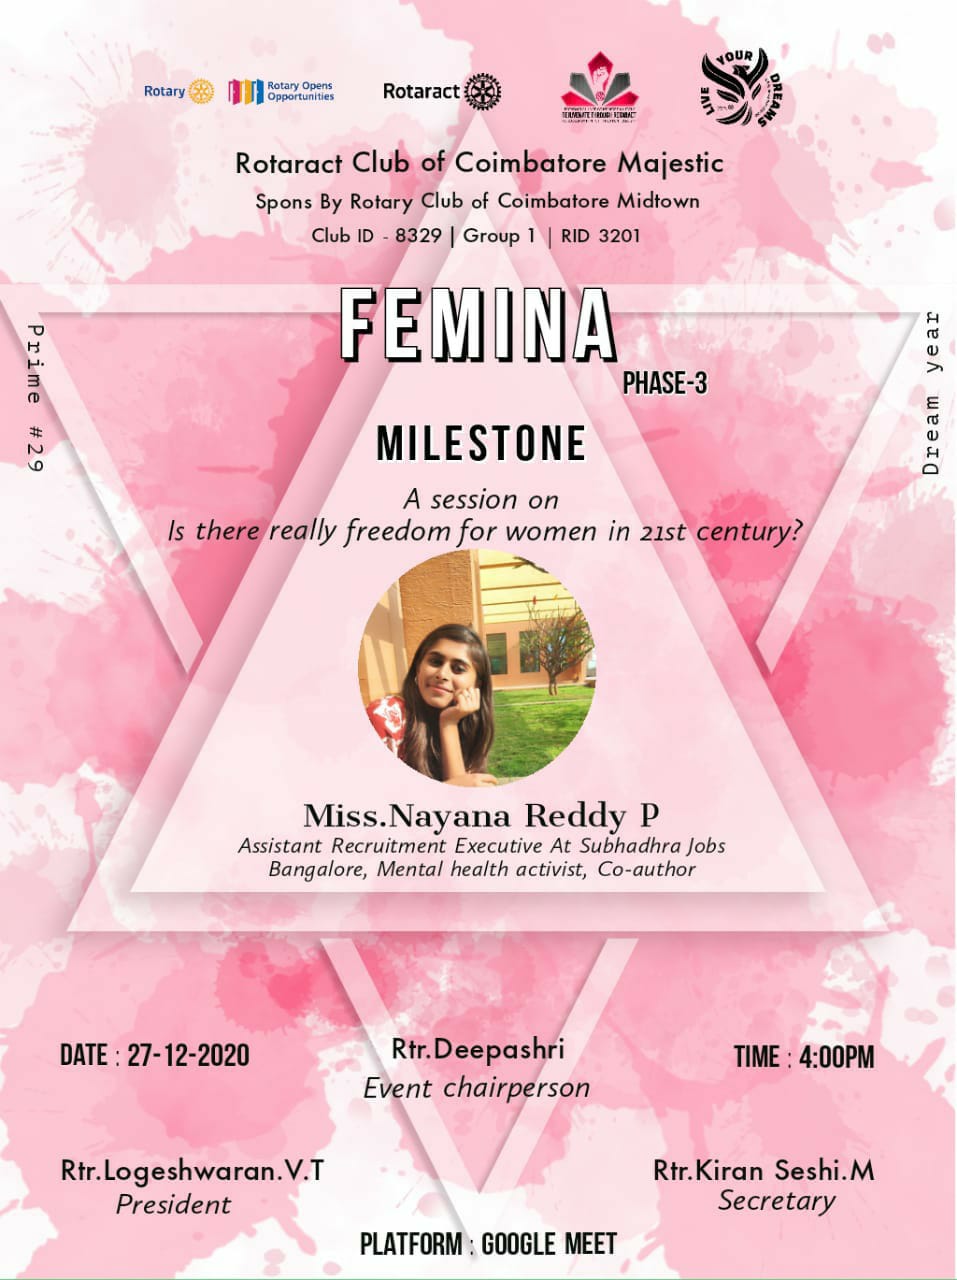 Rotary
Rotary Opens
Opportunities
Rotaract
REJUVENATE THROUGH ROTARACT
LIVE YOUR DREAMS
Rotaract Club of Coimbatore Majestic
Spons By Rotary Club of Coimbatore Midtown
Club ID - 8329 | Group 1 | RID 3201
FEMINA
PHASE-3
Prime #29
Dream year
MILESTONE
A session on
Is there really freedom for women in 21st century?
Miss.Nayana Reddy P
Assistant Recruitment Executive At Subhadhra Jobs
Bangalore, Mental health activist, Co-author
DATE : 27-12-2020
Rtr.Deepashri
Event chairperson
TIME : 4:00PM
Rtr.Logeshwaran.V.T
President
Rtr.Kiran Seshi.M
Secretary
PLATFORM : GOOGLE MEET